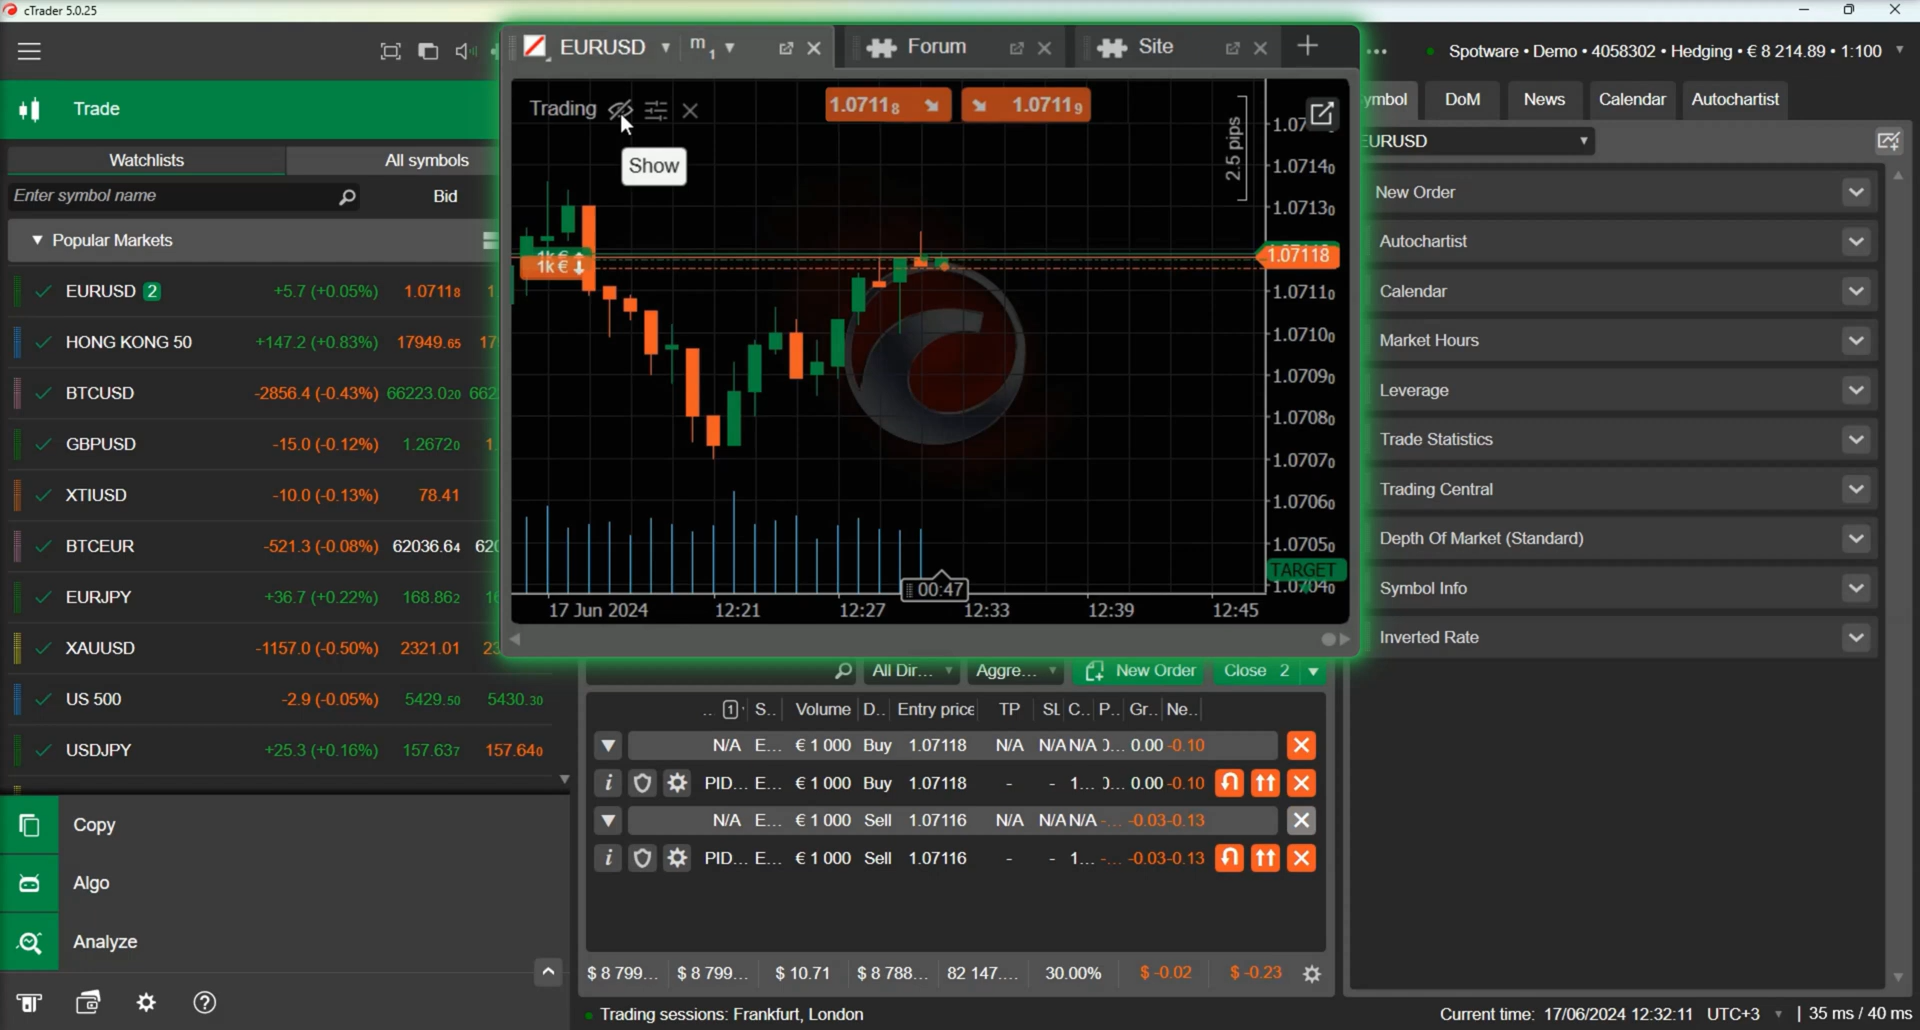 cTrader 5.0.25
EURUSD m1
Forum
Site
Spotware • Demo • 4058302 • Hedging • € 8 214.89 • 1:100
Trade
Trading
1.07118
1.07119
Show
2.5 pips
DoM
News
Calendar
Autochartist
Watchlists
All symbols
Enter symbol name
Bid
Popular Markets
EURUSD 2 +5.7 (+0.05%) 1.07118
HONG KONG 50 +147.2 (+0.83%) 17949.65
BTCUSD -2856.4 (-0.43%) 66223.020
GBPUSD -15.0 (-0.12%) 1.26720
XTIUSD -10.0 (-0.13%) 78.41
BTCEUR -521.3 (-0.08%) 62036.64
EURJPY +36.7 (+0.22%) 168.862
XAUUSD -1157.0 (-0.50%) 2321.01
US 500 -2.9 (-0.05%) 5429.50 5430.30
USDJPY +25.3 (+0.16%) 157.637 157.640
Copy
Algo
Analyze
1k €
1k €
1.07140
1.07130
1.07118
1.07110
1.07100
1.07090
1.07080
1.07070
1.07060
1.07050
TARGET
1.07040
00:47
17 Jun 2024 12:21 12:27 12:33 12:39 12:45
EURUSD
New Order
Autochartist
Calendar
Market Hours
Leverage
Trade Statistics
Trading Central
Depth Of Market (Standard)
Symbol Info
Inverted Rate
All Dir... Aggre... New Order Close 2
.. 1 S.. Volume D.. Entry price TP SL C.. P.. Gr.. Ne..
N/A E... € 1 000 Buy 1.07118 N/A N/A N/A 0.00 -0.10
PID... E... € 1 000 Buy 1.07118 - - 1... 0.00 -0.10
N/A E... € 1 000 Sell 1.07116 N/A N/A N/A -... -0.03 -0.13
PID... E... € 1 000 Sell 1.07116 - - 1... -... -0.03 -0.13
$ 8 799... $ 8 799... $ 10.71 $ 8 788... 82 147.... 30.00% $ -0.02 $ -0.23
Trading sessions: Frankfurt, London
Current time: 17/06/2024 12:32:11 UTC+3 | 35 ms / 40 ms